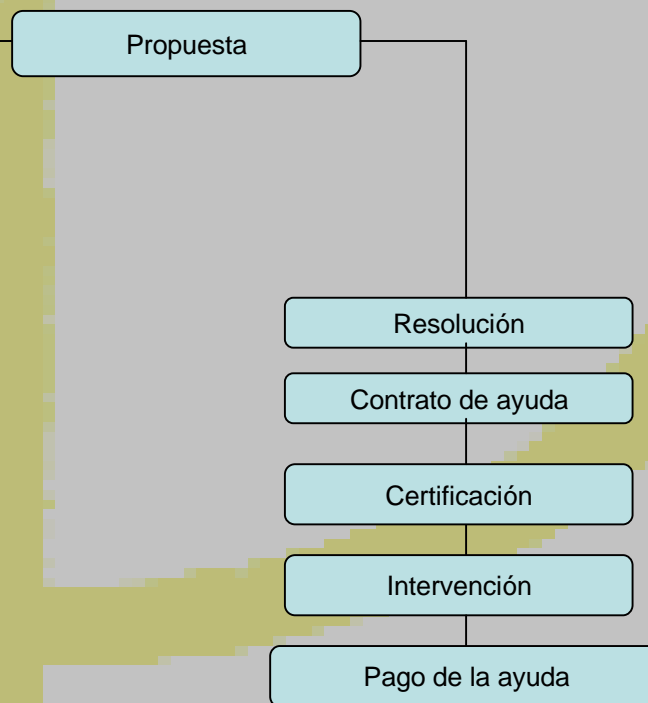 Propuesta
Resolución
Contrato de ayuda
Certificación
Intervención
Pago de la ayuda